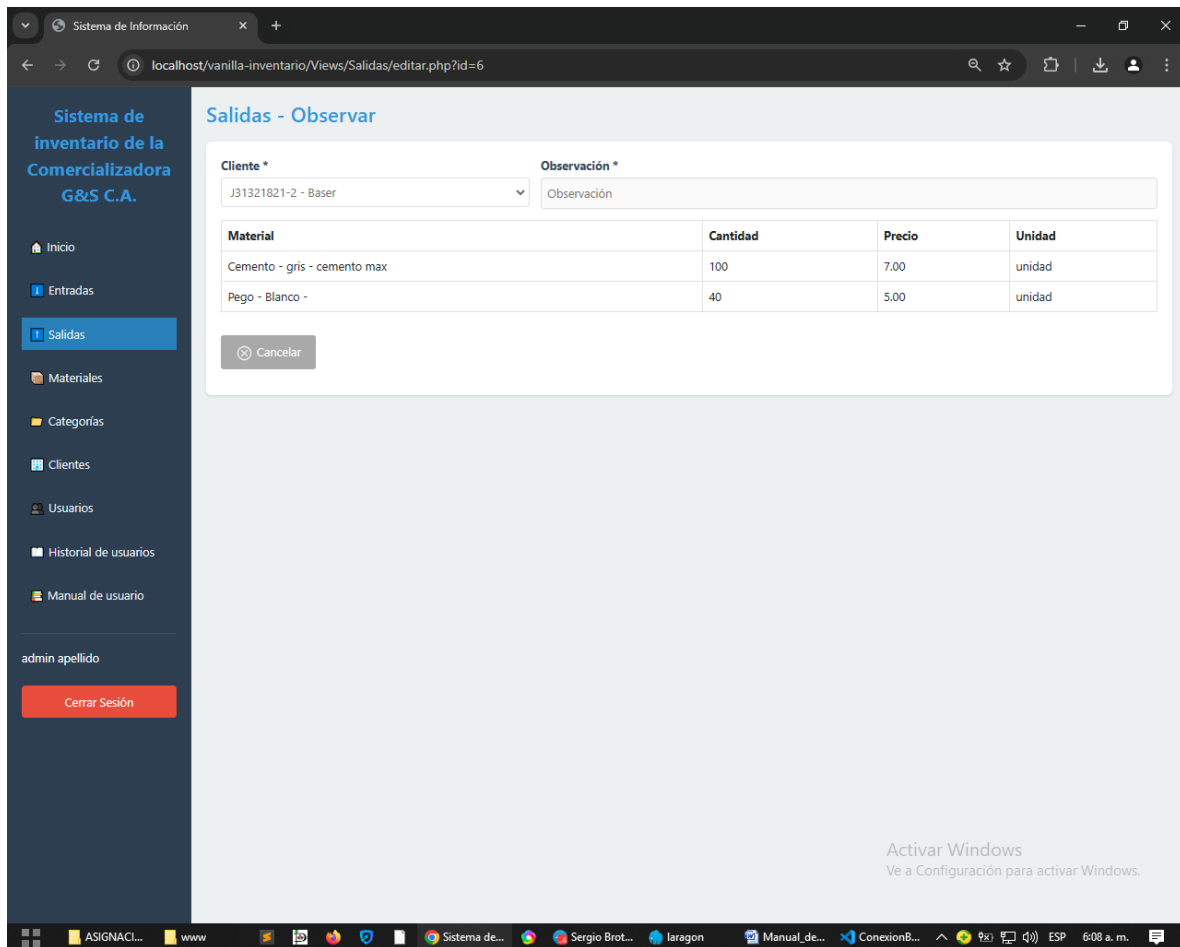 Sistema de Información
localhost/vanilla-inventario/Views/Salidas/editar.php?id=6
Sistema de
inventario de la
Comercializadora
G&S C.A.
Inicio
Entradas
Salidas
Materiales
Categorías
Clientes
Usuarios
Historial de usuarios
Manual de usuario
admin apellido
Cerrar Sesión
Salidas - Observar
Cliente * Observación *
J31321821-2 - Baser Observación
Material Cantidad Precio Unidad
Cemento - gris - cemento max 100 7.00 unidad
Pego - Blanco - 40 5.00 unidad
Cancelar
Activar Windows
Ve a Configuración para activar Windows.
ASIGNACI... www Sistema de... Sergio Brot... laragon Manual_de... ConexionB... ESP 6:08 a. m.